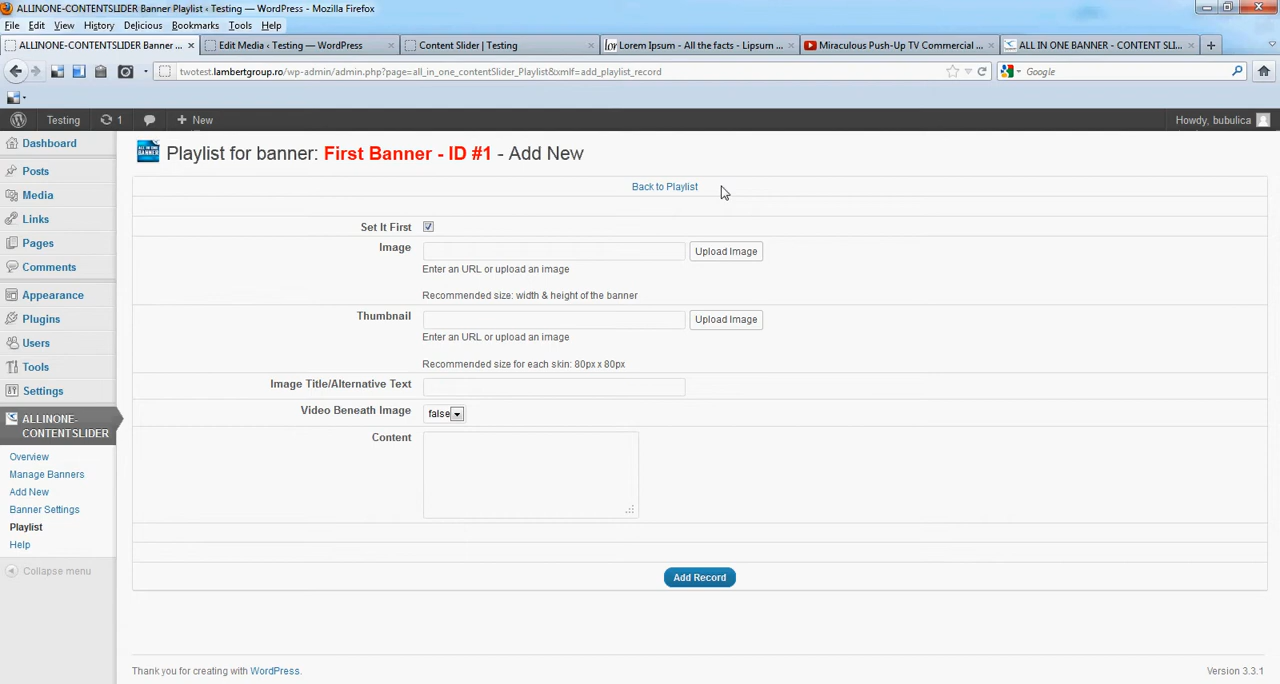 ALLINONE-CONTENTSLIDER Banner Playlist ‹ Testing — WordPress - Mozilla Firefox
File Edit View History Delicious Bookmarks Tools Help
ALLINONE-CONTENTSLIDER Banner ... × Edit Media ‹ Testing — WordPress × Content Slider | Testing × Lorem Ipsum - All the facts - Lipsum ... × Miraculous Push-Up TV Commercial ... × ALL IN ONE BANNER - CONTENT SLI... × +
twotest.lambertgroup.ro/wp-admin/admin.php?page=all_in_one_contentSlider_Playlist&xmlf=add_playlist_record
Google
Testing 1 + New
Howdy, bubulica
Dashboard
Posts
Media
Links
Pages
Comments
Appearance
Plugins
Users
Tools
Settings
ALLINONE-
CONTENTSLIDER
Overview
Manage Banners
Add New
Banner Settings
Playlist
Help
Collapse menu
Playlist for banner: First Banner - ID #1 - Add New
Back to Playlist
Set It First
Image Upload Image
Enter an URL or upload an image
Recommended size: width & height of the banner
Thumbnail Upload Image
Enter an URL or upload an image
Recommended size for each skin: 80px x 80px
Image Title/Alternative Text
Video Beneath Image false
Content
Add Record
Thank you for creating with WordPress.
Version 3.3.1